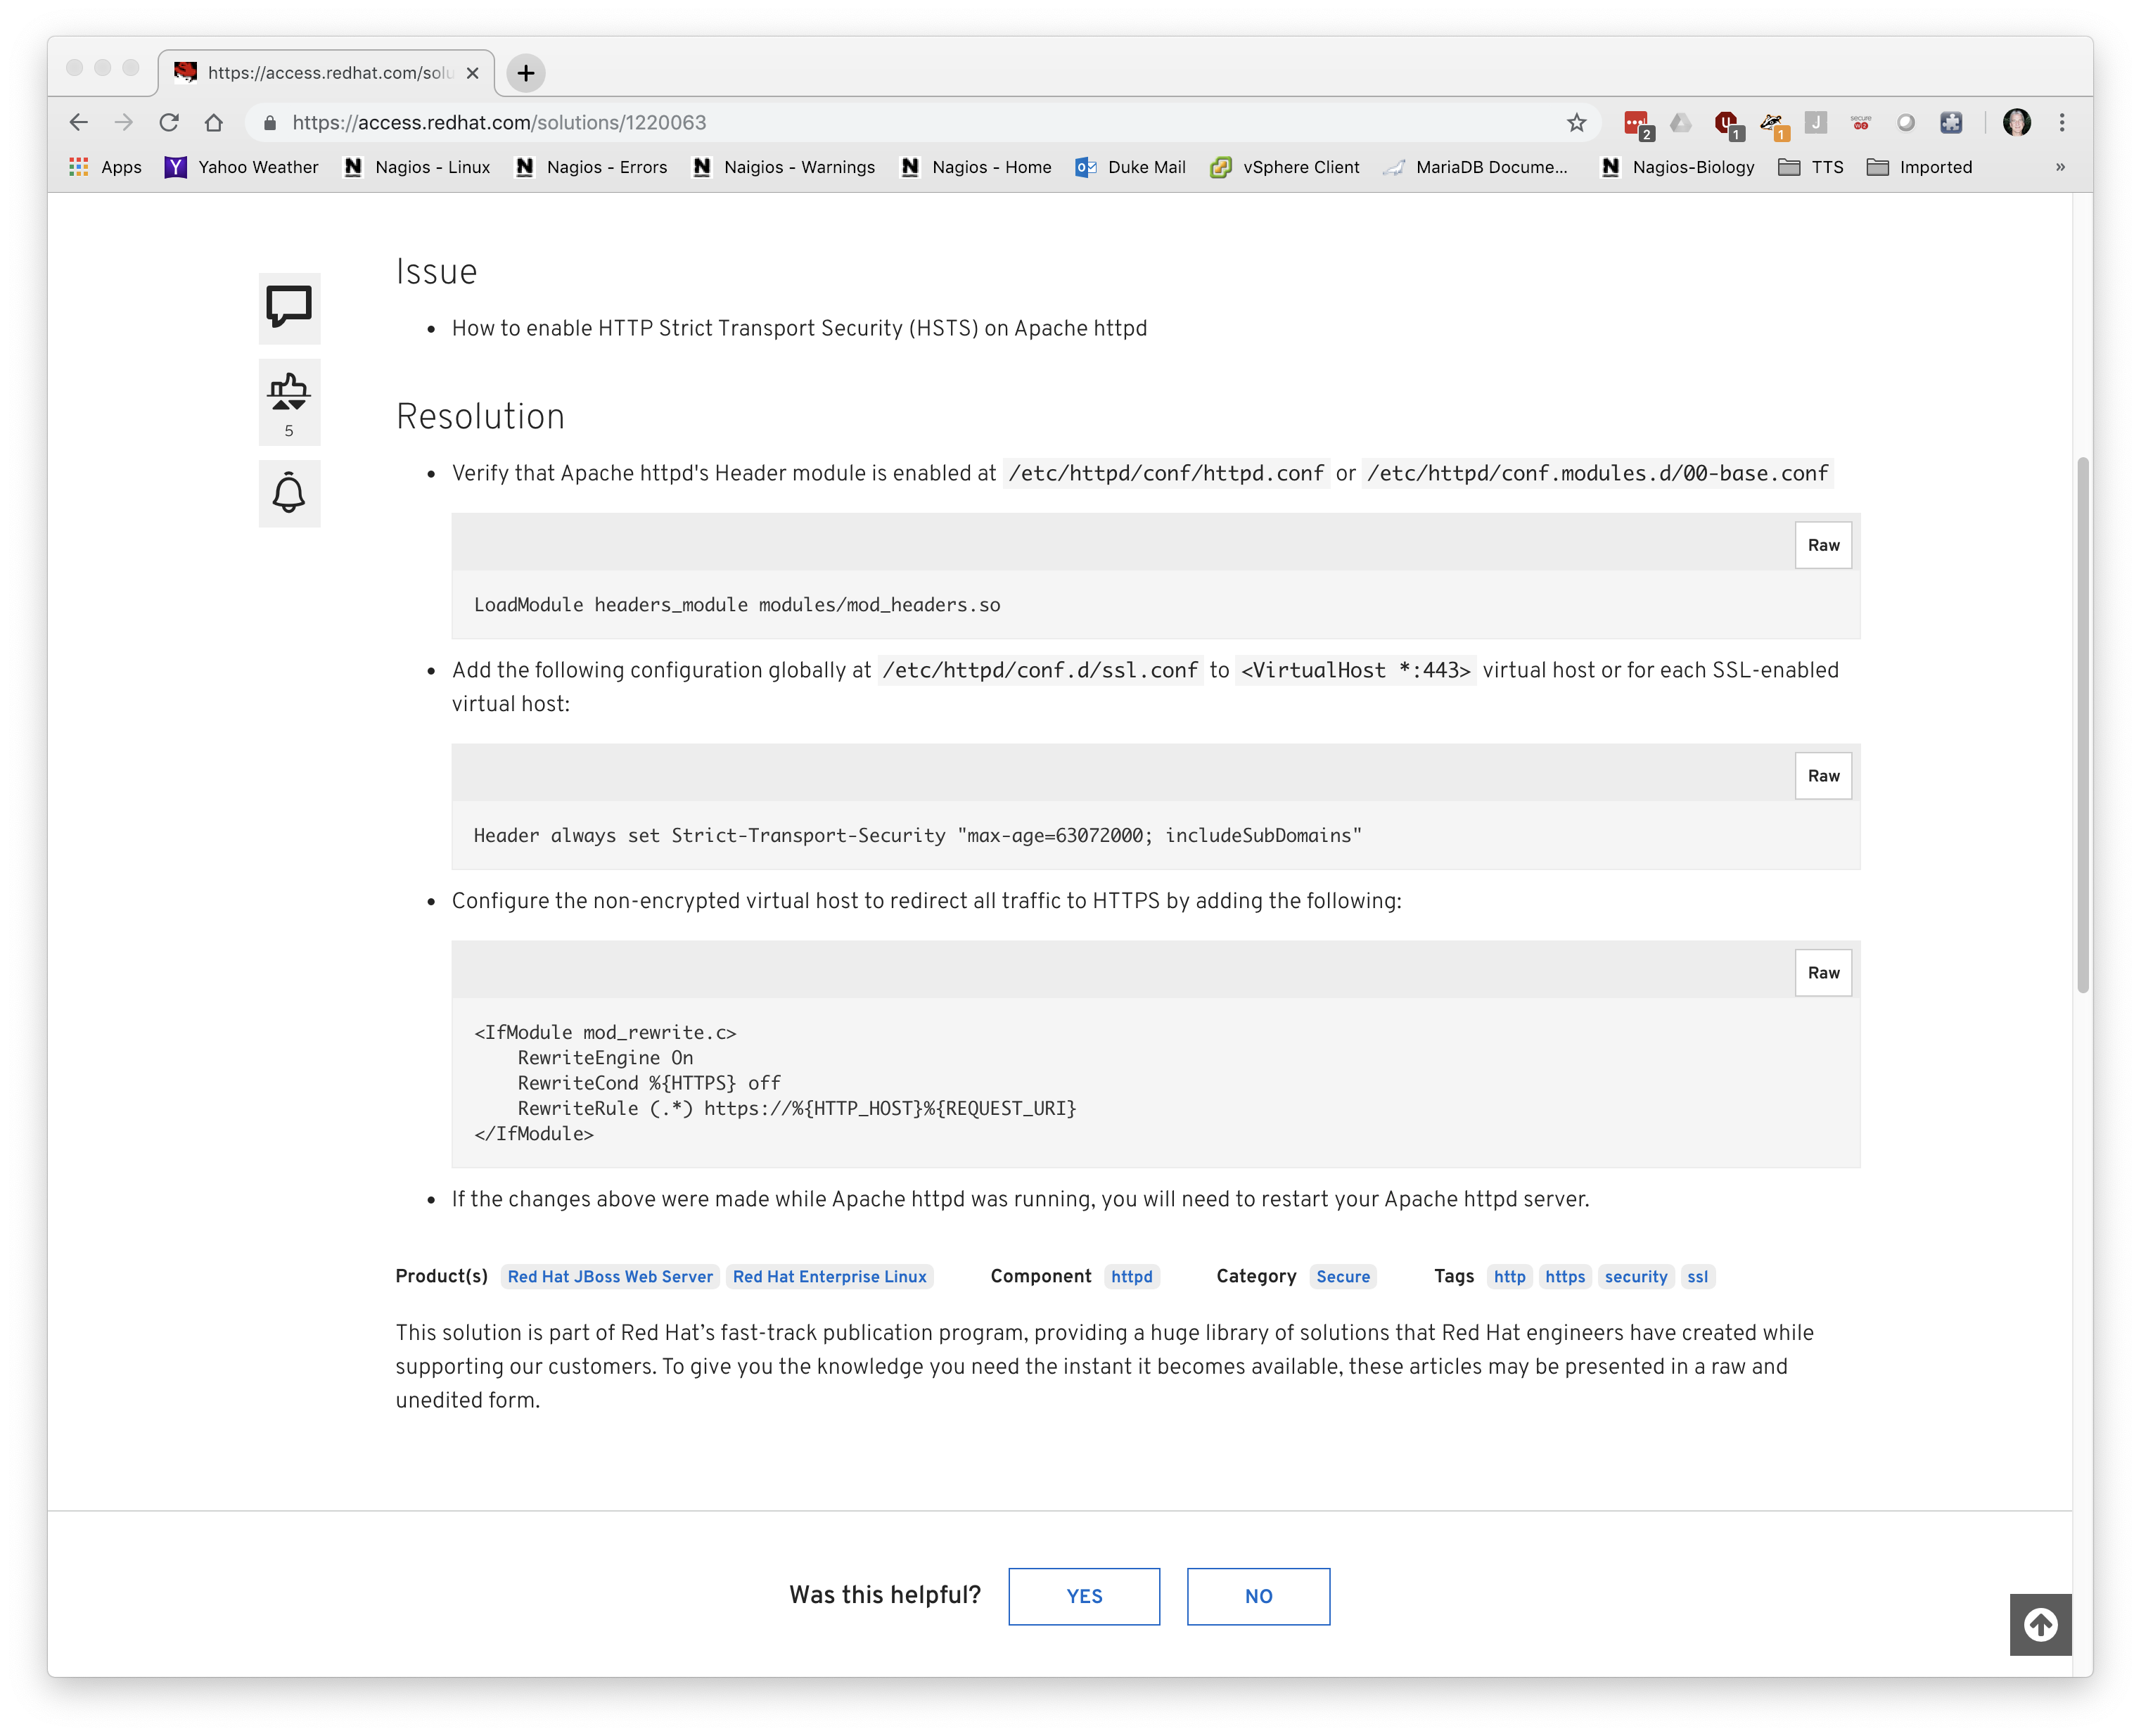 https://access.redhat.com/solu
https://access.redhat.com/solutions/1220063
2
1
1
J
secure
W2
Apps
Yahoo Weather
Nagios - Linux
Nagios - Errors
Naigios - Warnings
Nagios - Home
Duke Mail
vSphere Client
MariaDB Docume...
Nagios-Biology
TTS
Imported
»
Issue
• How to enable HTTP Strict Transport Security (HSTS) on Apache httpd
5
Resolution
• Verify that Apache httpd's Header module is enabled at /etc/httpd/conf/httpd.conf or /etc/httpd/conf.modules.d/00-base.conf
Raw
LoadModule headers_module modules/mod_headers.so
• Add the following configuration globally at /etc/httpd/conf.d/ssl.conf to <VirtualHost *:443> virtual host or for each SSL-enabled
virtual host:
Raw
Header always set Strict-Transport-Security "max-age=63072000; includeSubDomains"
• Configure the non-encrypted virtual host to redirect all traffic to HTTPS by adding the following:
Raw
<IfModule mod_rewrite.c>
RewriteEngine On
RewriteCond %{HTTPS} off
RewriteRule (.*) https://%{HTTP_HOST}%{REQUEST_URI}
</IfModule>
• If the changes above were made while Apache httpd was running, you will need to restart your Apache httpd server.
Product(s) Red Hat JBoss Web Server Red Hat Enterprise Linux Component httpd Category Secure Tags http https security ssl
This solution is part of Red Hat’s fast-track publication program, providing a huge library of solutions that Red Hat engineers have created while
supporting our customers. To give you the knowledge you need the instant it becomes available, these articles may be presented in a raw and
unedited form.
Was this helpful? YES NO